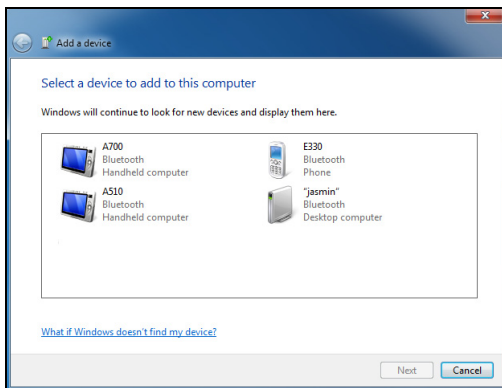 Add a device
Select a device to add to this computer
Windows will continue to look for new devices and display them here.
A700
Bluetooth
Handheld computer
E330
Bluetooth
Phone
A510
Bluetooth
Handheld computer
"jasmin"
Bluetooth
Desktop computer
What if Windows doesn't find my device?
Next
Cancel